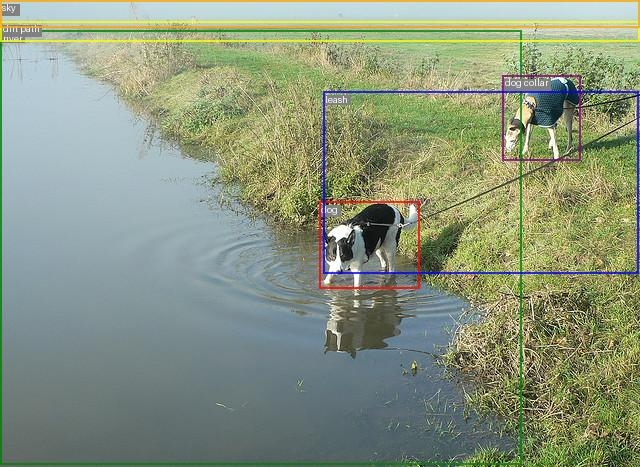 sky
dirt path
river
dog collar
leash
dog